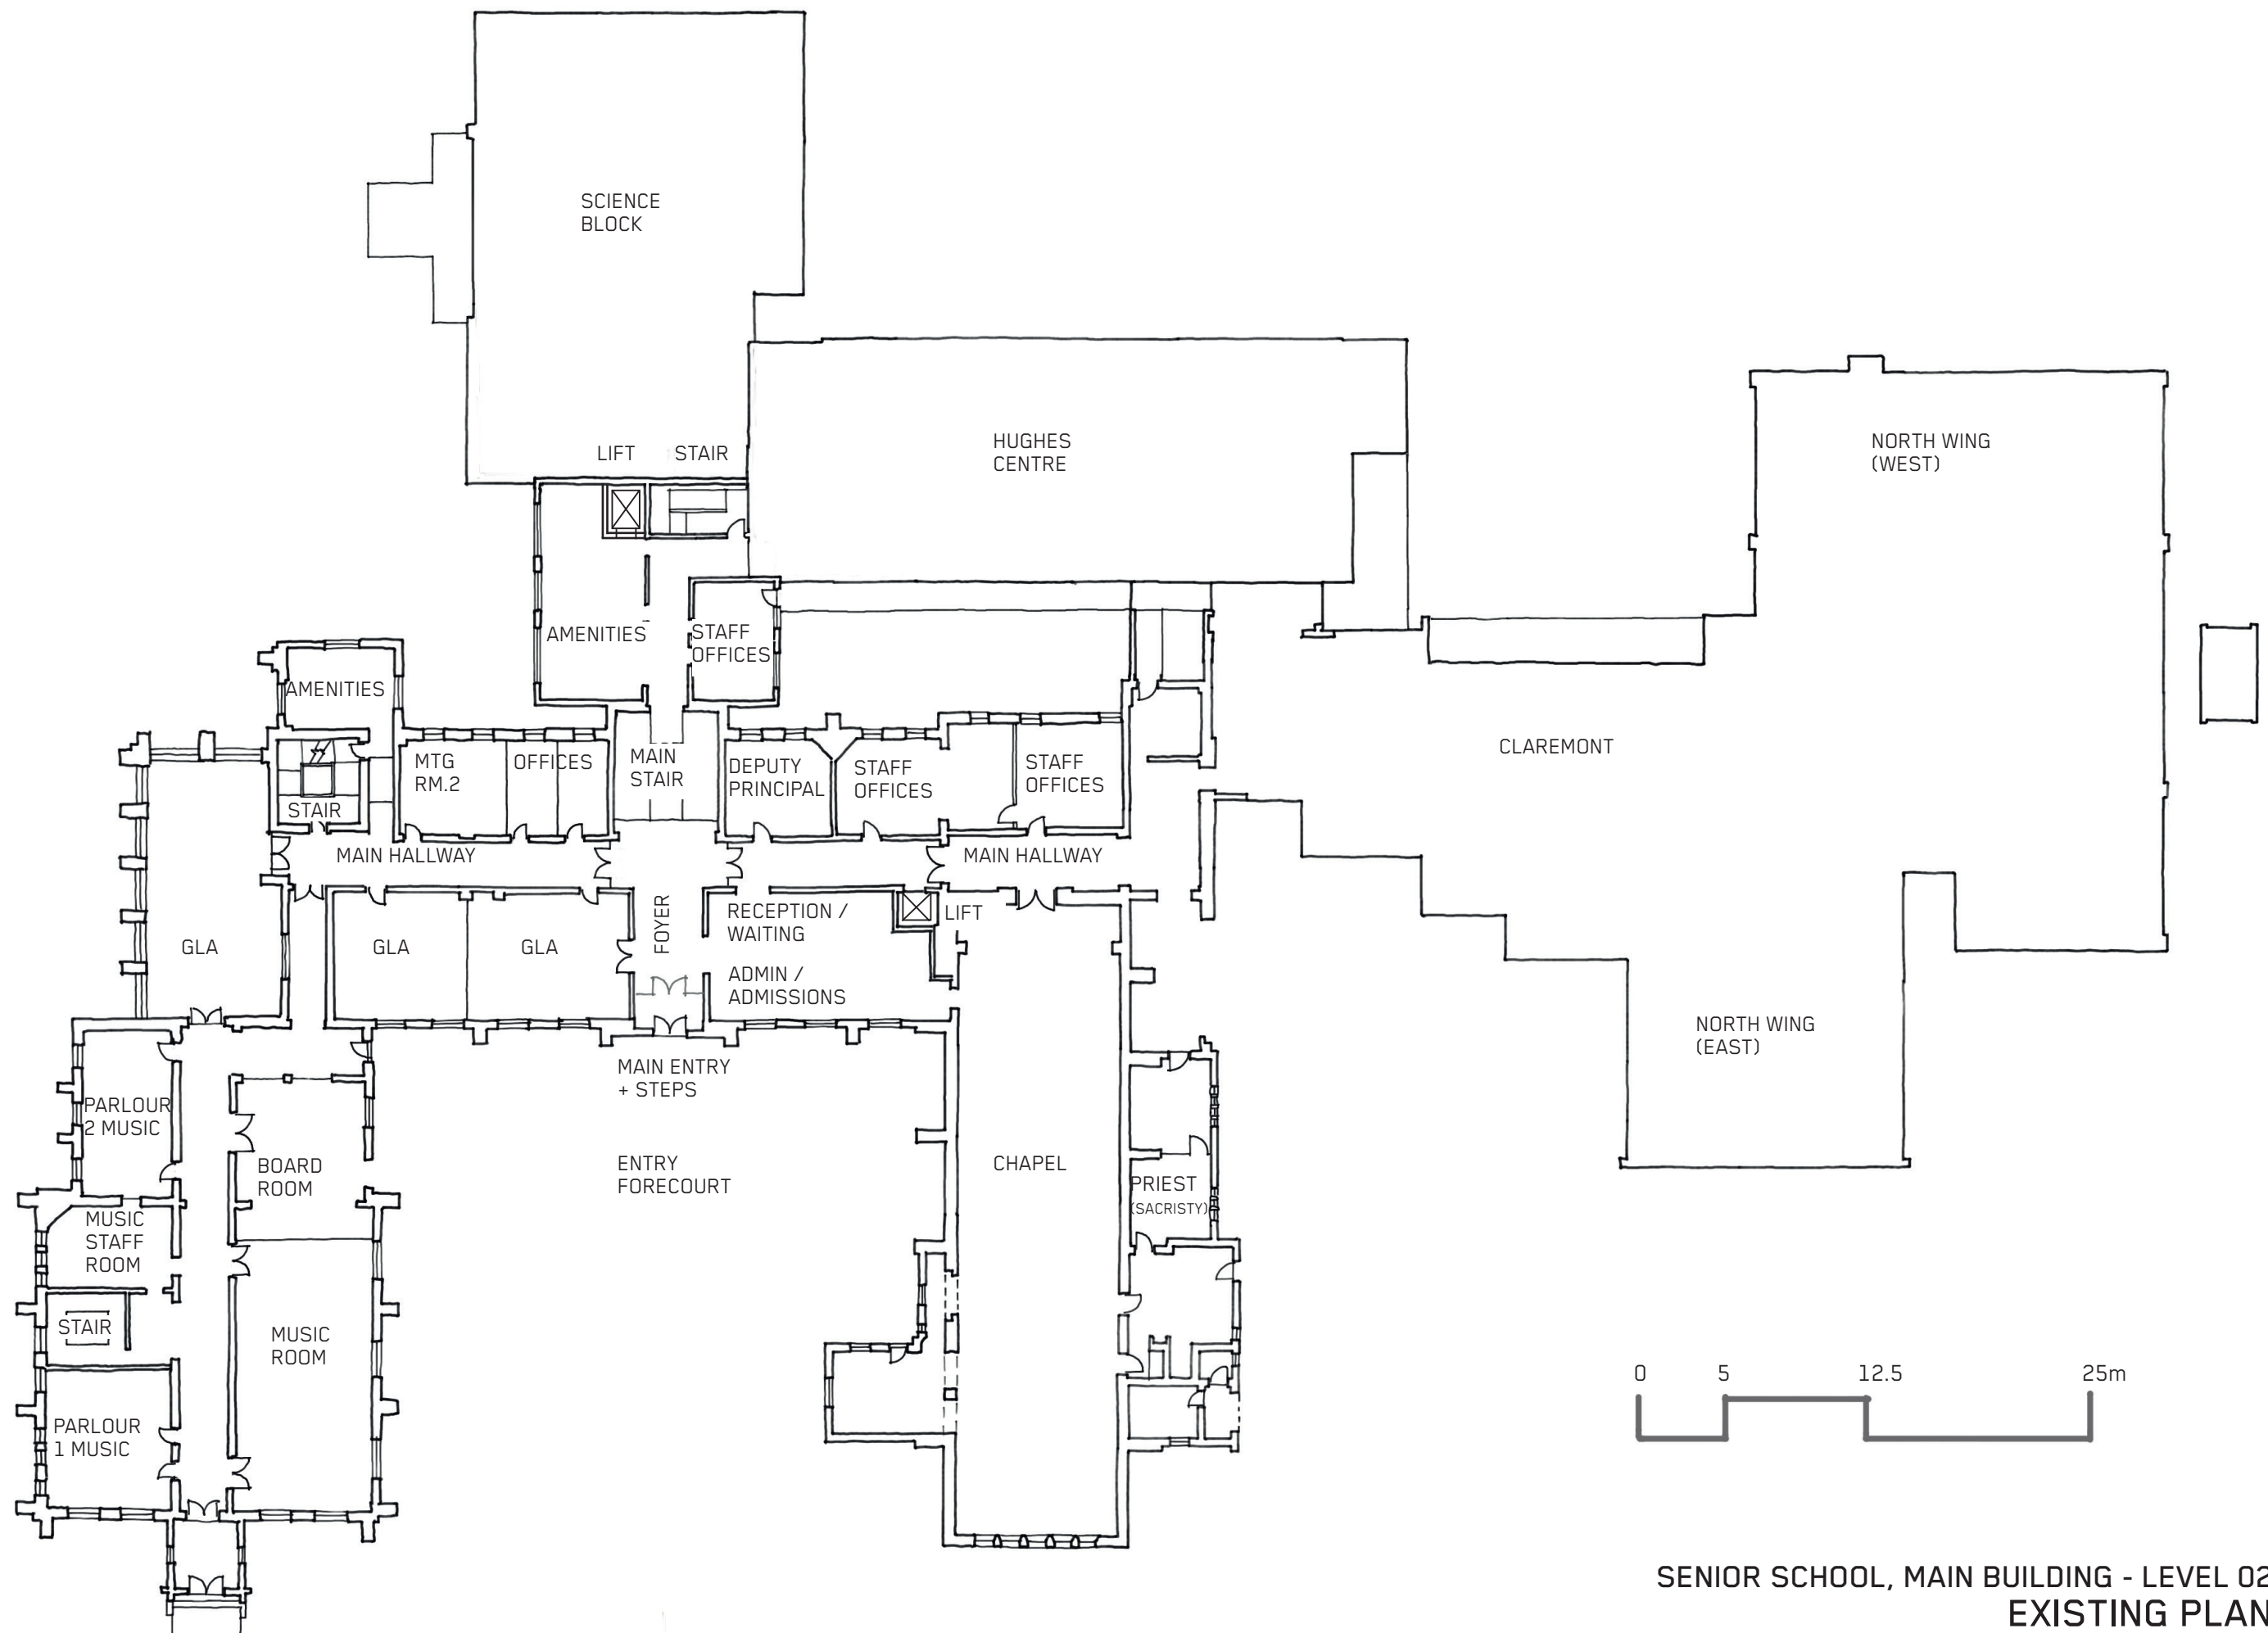 SCIENCE
BLOCK
LIFT
STAIR
HUGHES
CENTRE
NORTH WING
(WEST)
AMENITIES
STAFF
OFFICES
AMENITIES
MTG
RM.2
OFFICES
MAIN
STAIR
DEPUTY
PRINCIPAL
STAFF
OFFICES
STAFF
OFFICES
CLAREMONT
STAIR
MAIN HALLWAY
MAIN HALLWAY
GLA
GLA
GLA
FOYER
RECEPTION /
WAITING
LIFT
ADMIN /
ADMISSIONS
NORTH WING
(EAST)
MAIN ENTRY
+ STEPS
PARLOUR
2 MUSIC
BOARD
ROOM
ENTRY
FORECOURT
CHAPEL
PRIEST
(SACRISTY)
MUSIC
STAFF
ROOM
STAIR
MUSIC
ROOM
PARLOUR
1 MUSIC
0 5 12.5 25m
SENIOR SCHOOL, MAIN BUILDING - LEVEL 02
EXISTING PLAN